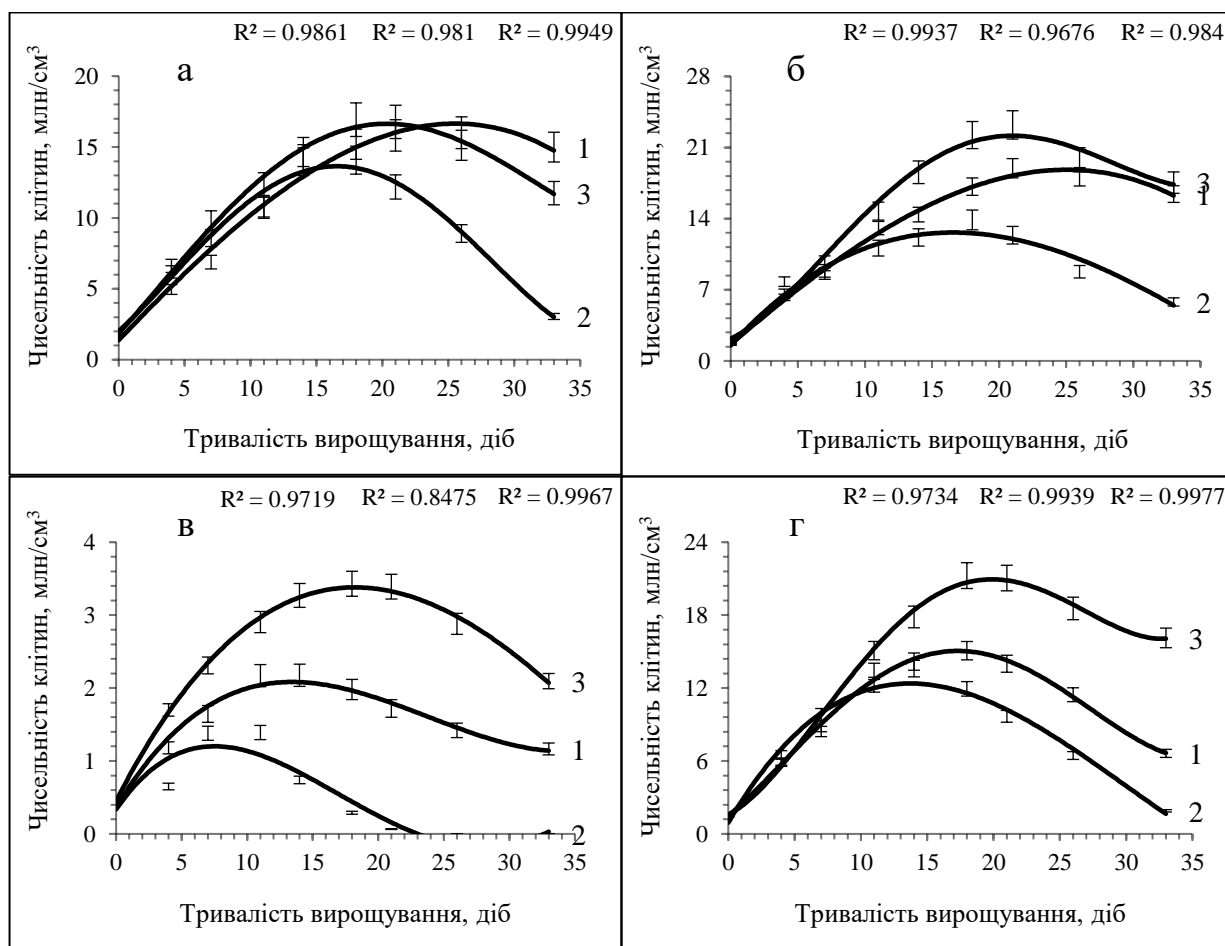 R² = 0.9861 R² = 0.981 R² = 0.9949
а
Чисельність клітин, млн/см³
20
15
10
5
0
1
3
2
0 5 10 15 20 25 30 35
Тривалість вирощування, діб
R² = 0.9937 R² = 0.9676 R² = 0.984
б
Чисельність клітин, млн/см³
28
21
14
7
0
3
1
2
0 5 10 15 20 25 30 35
Тривалість вирощування, діб
R² = 0.9719 R² = 0.8475 R² = 0.9967
в
Чисельність клітин, млн/см³
4
3
2
1
0
3
1
2
0 5 10 15 20 25 30 35
Тривалість вирощування, діб
R² = 0.9734 R² = 0.9939 R² = 0.9977
г
Чисельність клітин, млн/см³
24
18
12
6
0
3
1
2
0 5 10 15 20 25 30 35
Тривалість вирощування, діб